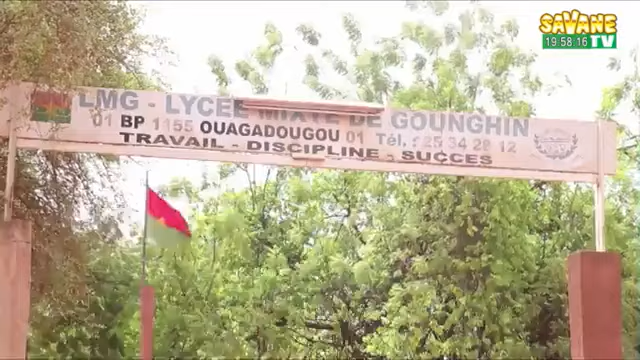 SAVANE
19:58:16 TV
LMG - LYCEE MIXTE DE GOUNGHIN
01 BP 1155 OUAGADOUGOU 01 Tél. : 25 34 28 12
TRAVAIL - DISCIPLINE - SUCCES